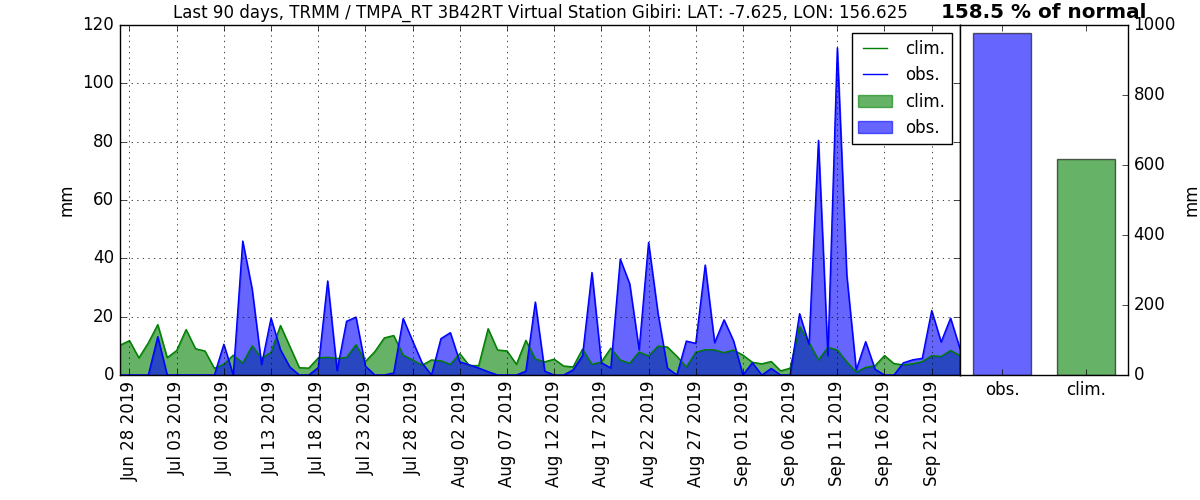 Last 90 days, TRMM / TMPA_RT 3B42RT Virtual Station Gibiri: LAT: -7.625, LON: 156.625
158.5 % of normal
120
100
80
60
40
20
0
mm
clim.
obs.
clim.
obs.
1000
800
600
400
200
0
mm
Jun 28 2019
Jul 03 2019
Jul 08 2019
Jul 13 2019
Jul 18 2019
Jul 23 2019
Jul 28 2019
Aug 02 2019
Aug 07 2019
Aug 12 2019
Aug 17 2019
Aug 22 2019
Aug 27 2019
Sep 01 2019
Sep 06 2019
Sep 11 2019
Sep 16 2019
Sep 21 2019
obs.
clim.